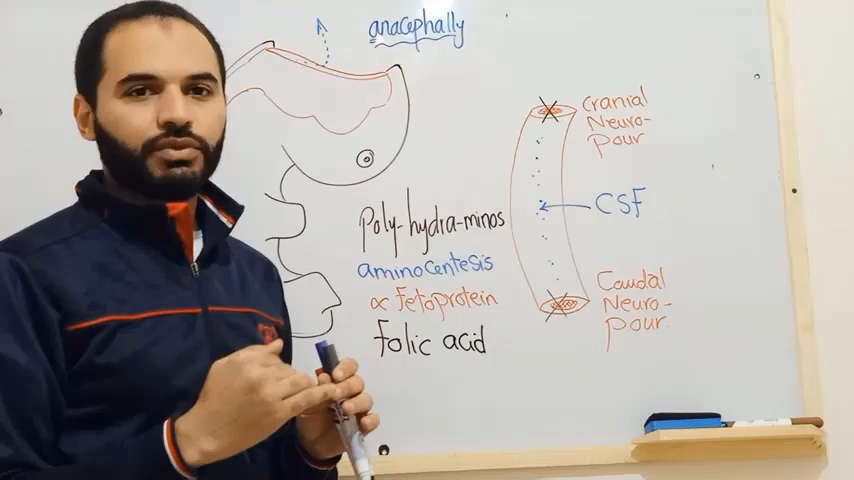 anacephally
Cranial
Neuro-
pour
CSF
Poly-hydra-minos
aminocentesis
∝ Fetoprotein
folic acid
Caudal
Neuro-
pour.